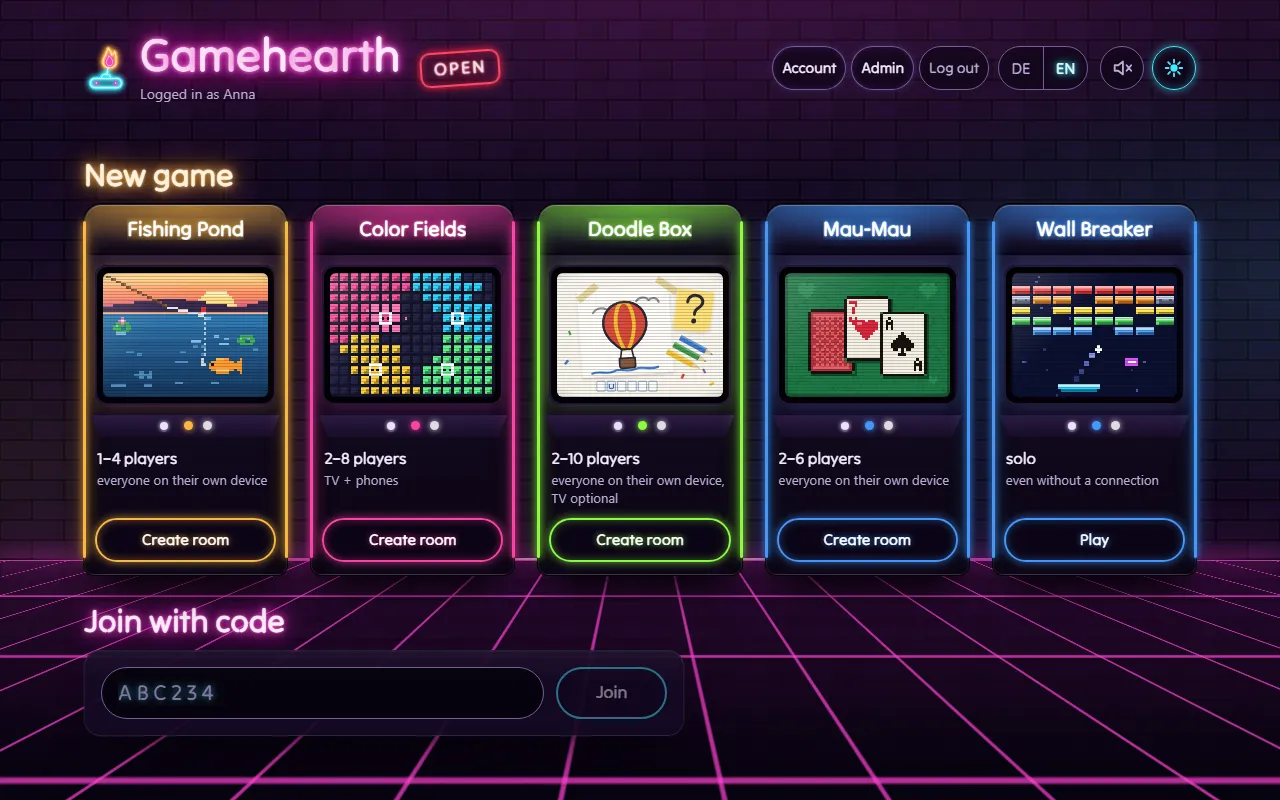 Gamehearth
OPEN
Logged in as Anna
Account
Admin
Log out
DE
EN
New game
Fishing Pond
Color Fields
Doodle Box
Mau-Mau
Wall Breaker
?
U
7
A
A
1–4 players
everyone on their own device
Create room
2–8 players
TV + phones
Create room
2–10 players
everyone on their own device,
TV optional
Create room
2–6 players
everyone on their own device
Create room
solo
even without a connection
Play
Join with code
ABC234
Join